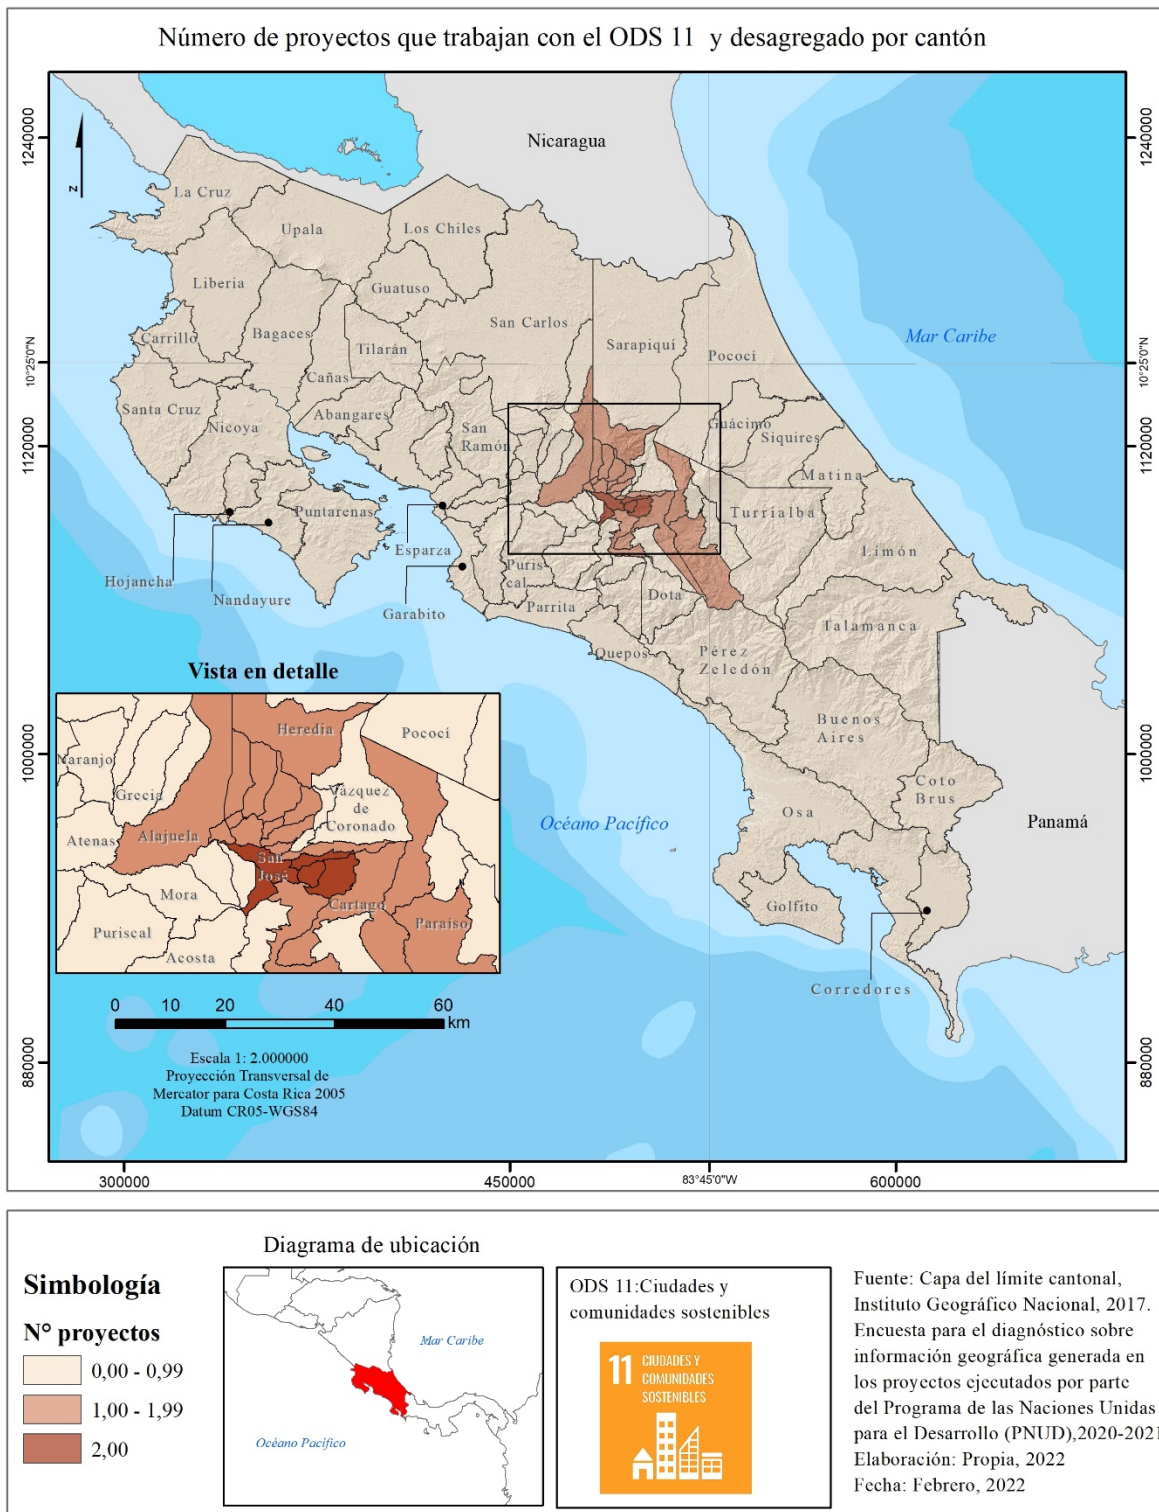 Número de proyectos que trabajan con el ODS 11 y desagregado por cantón
1240000
1120000
1000000
880000
10°25'0"N
1240000
10°25'0"N
1120000
1000000
880000
300000
450000
83°45'0"W
600000
N
Nicaragua
La Cruz
Upala
Los Chiles
Liberia
Guatuso
San Carlos
Bagaces
Carrillo
Tilarán
Sarapiquí
Pococí
Mar Caribe
Cañas
Santa Cruz
Abangares
Nicoya
San
Ramón
Guácimo
Siquires
Matina
Puntarenas
Turrialba
Esparza
Limón
Hojancha
Nandayure
Garabito
Puris
cal
Parrita
Dota
Talamanca
Quepos
Pérez
Zeledón
Buenos
Aires
Coto
Brus
Osa
Panamá
Océano Pacífico
Golfito
Corredores
Vista en detalle
Heredia
Pococí
Naranjo
Grecia
Vázquez
de
Coronado
Atenas
Alajuela
San
José
Mora
Cartago
Paraíso
Puriscal
Acosta
0 10 20 40 60
km
Escala 1: 2.000000
Proyección Transversal de
Mercator para Costa Rica 2005
Datum CR05-WGS84
Simbología
N° proyectos
0,00 - 0,99
1,00 - 1,99
2,00
Diagrama de ubicación
Mar Caribe
Océano Pacífico
ODS 11:Ciudades y
comunidades sostenibles
11 CIUDADES Y
COMUNIDADES
SOSTENIBLES
Fuente: Capa del límite cantonal,
Instituto Geográfico Nacional, 2017.
Encuesta para el diagnóstico sobre
información geográfica generada en
los proyectos ejecutados por parte
del Programa de las Naciones Unidas
para el Desarrollo (PNUD),2020-2021
Elaboración: Propia, 2022
Fecha: Febrero, 2022